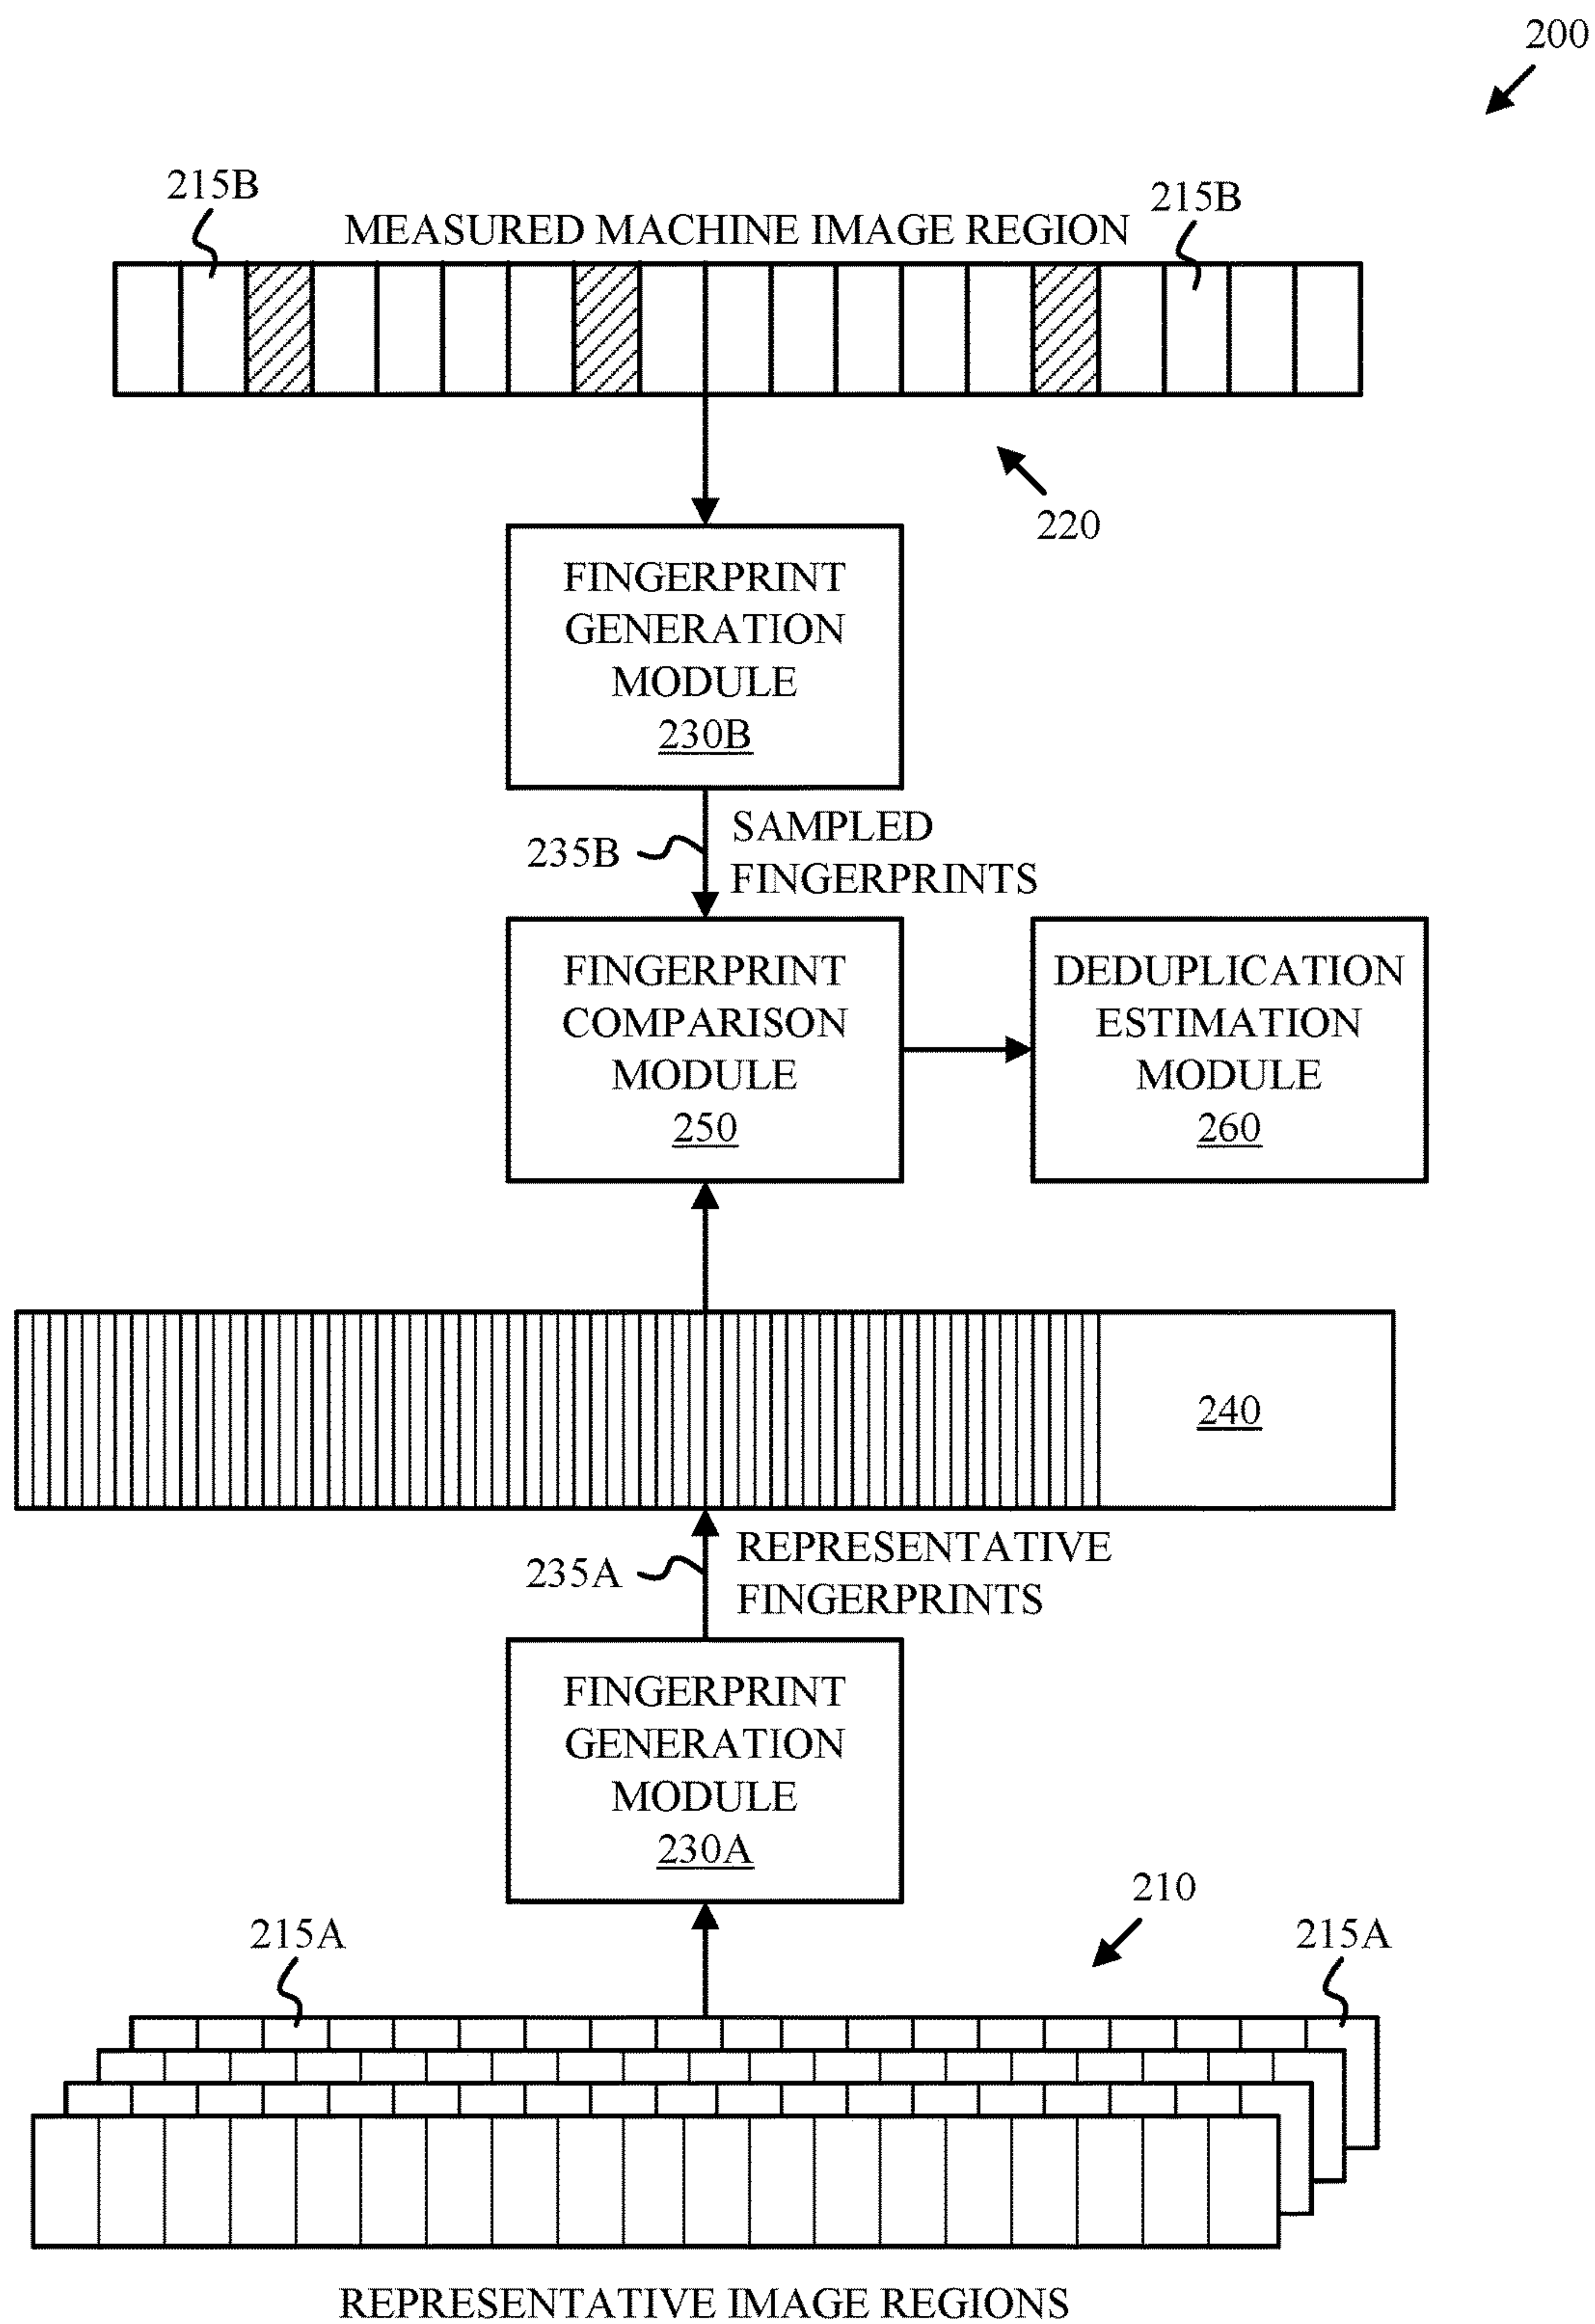 200
215B
215B
MEASURED MACHINE IMAGE REGION
220
FINGERPRINT
GENERATION
MODULE
230B
235B
SAMPLED
FINGERPRINTS
FINGERPRINT
COMPARISON
MODULE
250
DEDUPLICATION
ESTIMATION
MODULE
260
240
235A
REPRESENTATIVE
FINGERPRINTS
FINGERPRINT
GENERATION
MODULE
230A
210
215A
215A
REPRESENTATIVE IMAGE REGIONS